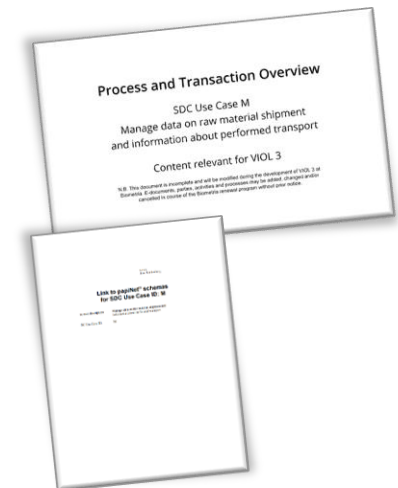 Process and Transaction Overview
SDC Use Case M
Manage data on raw material shipment
and information about performed transport
Content relevant for VIOL 3
*N.B. This document is incomplete and will be modified during the development of VIOL 3 at
Biometria. E-documents, parties, activities and processes may be added, changed and/or
cancelled in course of the Biometria renewal program without prior notice.
Link to papiNet* schemas
for SDC Use Case ID: M